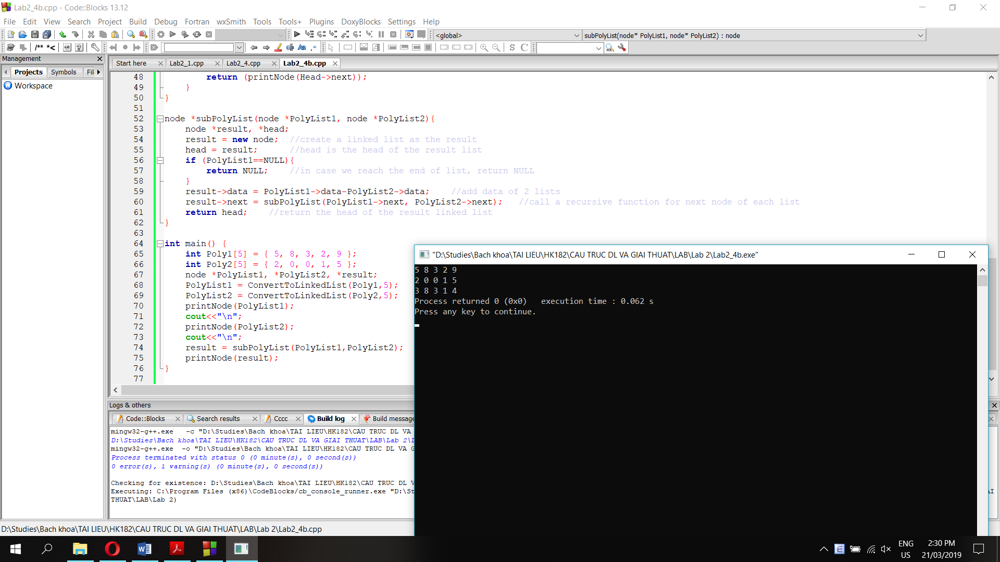 Lab2_4b.cpp - Code::Blocks 13.12
File Edit View Search Project Build Debug Fortran wxSmith Tools Tools+ Plugins DoxyBlocks Settings Help
<global>
subPolyList(node* PolyList1, node* PolyList2) : node
/** *<
Aa .*
S C
Management
Projects Symbols Fil
Workspace
Start here Lab2_1.cpp Lab2_4.cpp Lab2_4b.cpp
48 return (printNode(Head->next));
49 }
50 }
51
52 node *subPolyList(node *PolyList1, node *PolyList2){
53 node *result, *head;
54 result = new node; //create a linked list as the result
55 head = result; //head is the head of the result list
56 if (PolyList1==NULL){
57 return NULL; //in case we reach the end of list, return NULL
58 }
59 result->data = PolyList1->data-PolyList2->data; //add data of 2 lists
60 result->next = subPolyList(PolyList1->next, PolyList2->next); //call a recursive function for next node of each list
61 return head; //return the head of the result linked list
62 }
63
64 int main() {
65 int Poly1[5] = { 5, 8, 3, 2, 9 };
66 int Poly2[5] = { 2, 0, 0, 1, 5 };
67 node *PolyList1, *PolyList2, *result;
68 PolyList1 = ConvertToLinkedList(Poly1,5);
69 PolyList2 = ConvertToLinkedList(Poly2,5);
70 printNode(PolyList1);
71 cout<<"\n";
72 printNode(PolyList2);
73 cout<<"\n";
74 result = subPolyList(PolyList1,PolyList2);
75 printNode(result);
76 }
77
"D:\Studies\Bach khoa\TAI LIEU\HK182\CAU TRUC DL VA GIAI THUAT\LAB\Lab 2\Lab2_4b.exe"
5 8 3 2 9
2 0 0 1 5
3 8 3 1 4
Process returned 0 (0x0) execution time : 0.062 s
Press any key to continue.
Logs & others
Code::Blocks Search results Cccc Build log Build message
mingw32-g++.exe -c "D:\Studies\Bach khoa\TAI LIEU\HK182\CAU TRUC DL VA
D:\Studies\Bach khoa\TAI LIEU\HK182\CAU TRUC DL VA GIAI THUAT\LAB\Lab 2\
mingw32-g++.exe -o "D:\Studies\Bach khoa\TAI LIEU\HK182\CAU TRUC DL VA G
Process terminated with status 0 (0 minute(s), 0 second(s))
0 error(s), 1 warning(s) (0 minute(s), 0 second(s))
Checking for existence: D:\Studies\Bach khoa\TAI LIEU\HK182\CAU TRUC DL V
Executing: C:\Program Files (x86)\CodeBlocks/cb_console_runner.exe "D:\St
THUAT\LAB\Lab 2)
D:\Studies\Bach khoa\TAI LIEU\HK182\CAU TRUC DL VA GIAI THUAT\LAB\Lab 2\Lab2_4b.cpp
ENG
US
2:30 PM
21/03/2019